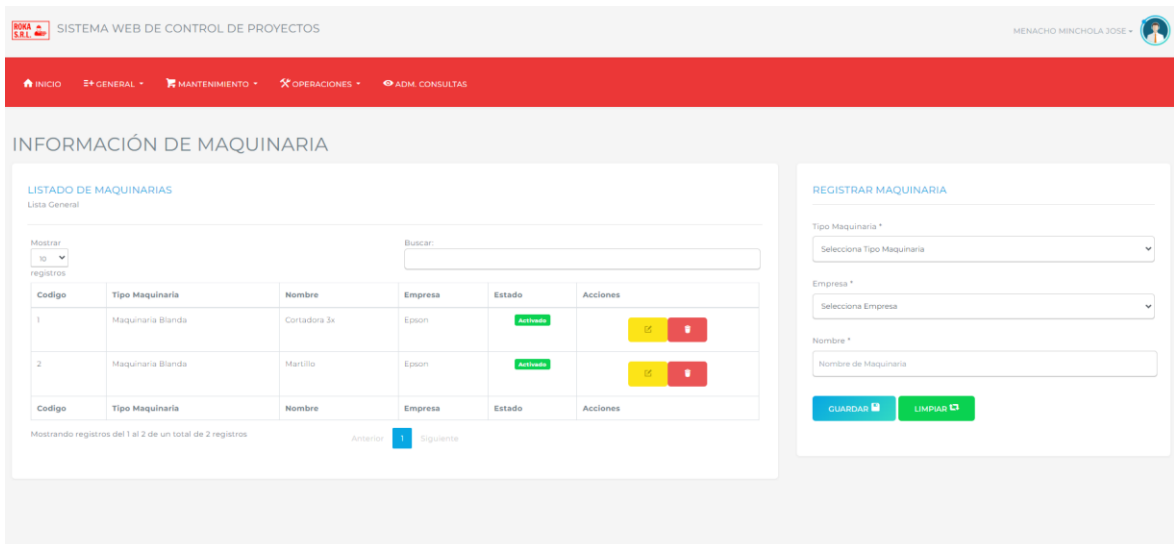 ROKA
S.R.L.
SISTEMA WEB DE CONTROL DE PROYECTOS
MENACHO MINCHOLA JOSE
INICIO GENERAL MANTENIMIENTO OPERACIONES ADM. CONSULTAS
INFORMACIÓN DE MAQUINARIA
LISTADO DE MAQUINARIAS
Lista General
Mostrar
10
registros
Buscar:
Codigo Tipo Maquinaria Nombre Empresa Estado Acciones
1 Maquinaria Blanda Cortadora 3x Epson Activado
2 Maquinaria Blanda Martillo Epson Activado
Codigo Tipo Maquinaria Nombre Empresa Estado Acciones
Mostrando registros del 1 al 2 de un total de 2 registros
Anterior 1 Siguiente
REGISTRAR MAQUINARIA
Tipo Maquinaria *
Selecciona Tipo Maquinaria
Empresa *
Selecciona Empresa
Nombre *
Nombre de Maquinaria
GUARDAR LIMPIAR